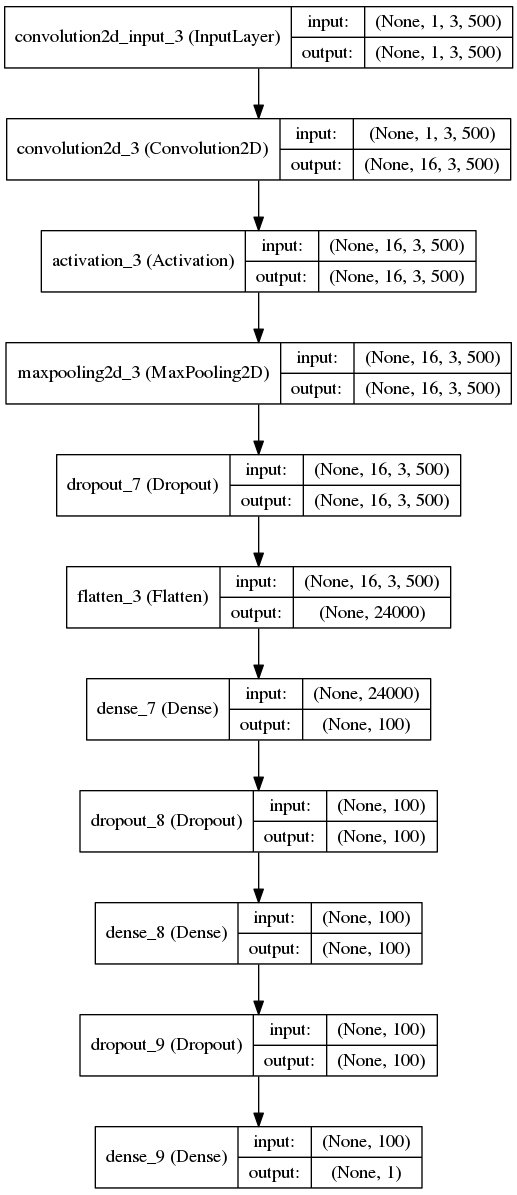 convolution2d_input_3 (InputLayer)
input:
(None, 1, 3, 500)
output:
(None, 1, 3, 500)
convolution2d_3 (Convolution2D)
input:
(None, 1, 3, 500)
output:
(None, 16, 3, 500)
activation_3 (Activation)
input:
(None, 16, 3, 500)
output:
(None, 16, 3, 500)
maxpooling2d_3 (MaxPooling2D)
input:
(None, 16, 3, 500)
output:
(None, 16, 3, 500)
dropout_7 (Dropout)
input:
(None, 16, 3, 500)
output:
(None, 16, 3, 500)
flatten_3 (Flatten)
input:
(None, 16, 3, 500)
output:
(None, 24000)
dense_7 (Dense)
input:
(None, 24000)
output:
(None, 100)
dropout_8 (Dropout)
input:
(None, 100)
output:
(None, 100)
dense_8 (Dense)
input:
(None, 100)
output:
(None, 100)
dropout_9 (Dropout)
input:
(None, 100)
output:
(None, 100)
dense_9 (Dense)
input:
(None, 100)
output:
(None, 1)